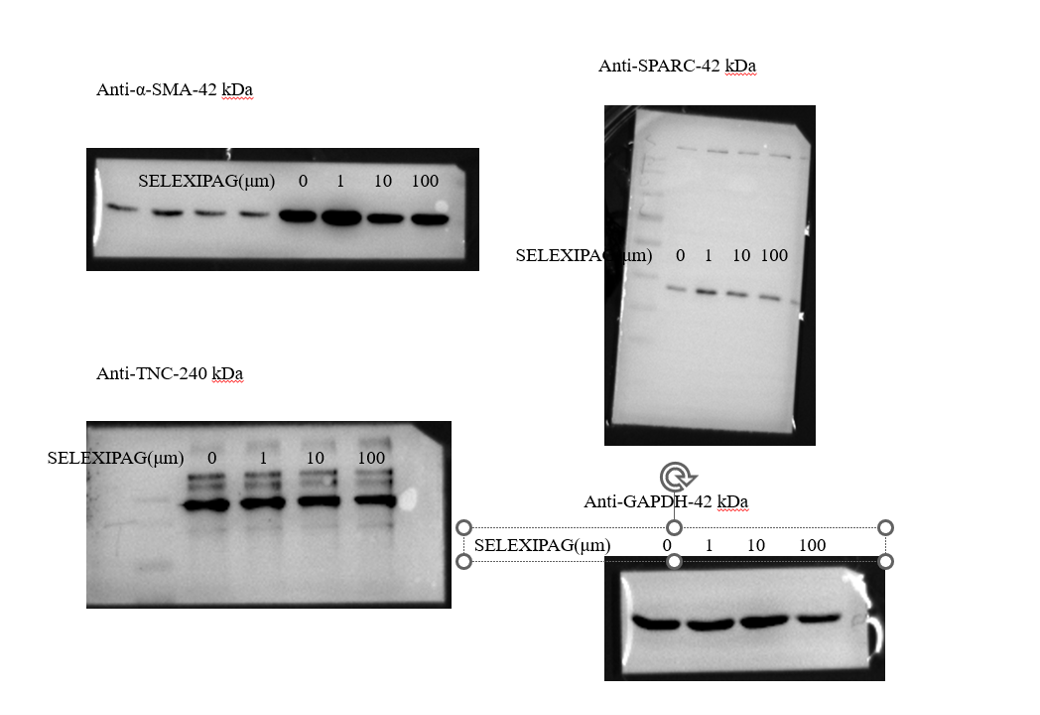 Anti-SPARC-42 kDa
Anti-α-SMA-42 kDa
SELEXIPAG(μm) 0 1 10 100
SELEXIPAG(μm) 0 1 10 100
Anti-TNC-240 kDa
SELEXIPAG(μm) 0 1 10 100
Anti-GAPDH-42 kDa
SELEXIPAG(μm) 0 1 10 100